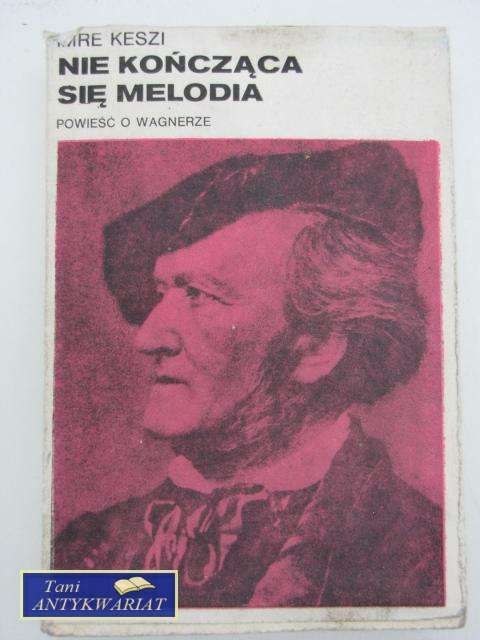 IMRE KESZI
NIE KOŃCZĄCA
SIĘ MELODIA
POWIEŚĆ O WAGNERZE
Tani
ANTYKWARIAT